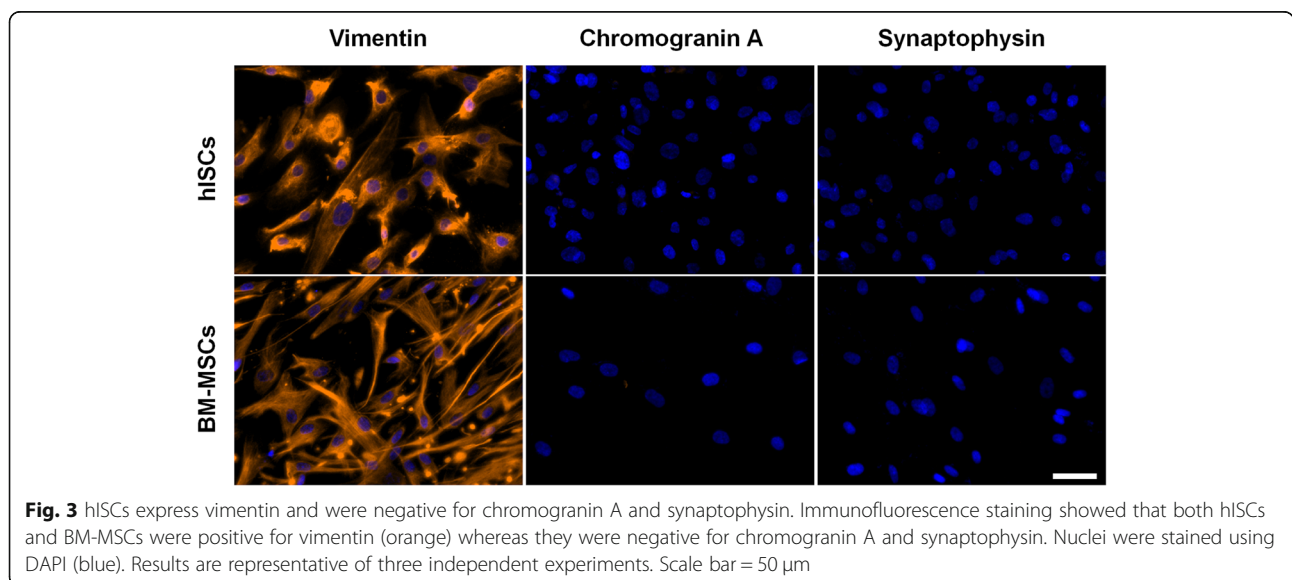 Vimentin Chromogranin A Synaptophysin
hISCs
BM-MSCs
Fig. 3 hISCs express vimentin and were negative for chromogranin A and synaptophysin. Immunofluorescence staining showed that both hISCs
and BM-MSCs were positive for vimentin (orange) whereas they were negative for chromogranin A and synaptophysin. Nuclei were stained using
DAPI (blue). Results are representative of three independent experiments. Scale bar = 50 μm